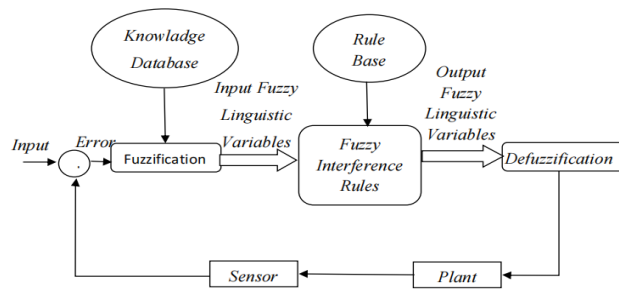 Knowladge
Database
Rule
Base
Input Fuzzy
Linguistic
Variables
Output
Fuzzy
Linguistic
Variables
Input
Error
Fuzzification
Fuzzy
Interference
Rules
Defuzzification
Sensor
Plant